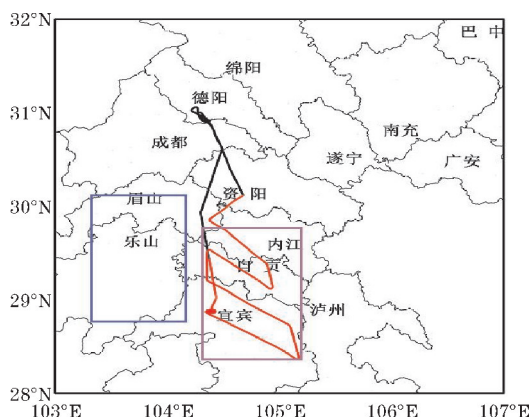 32°N
巴中
绵阳
31°N
德阳
成都
南充
遂宁
广安
资阳
30°N
眉山
乐山
内江
自贡
29°N
宜宾
泸州
28°N
103°E
104°E
105°E
106°E
107°E